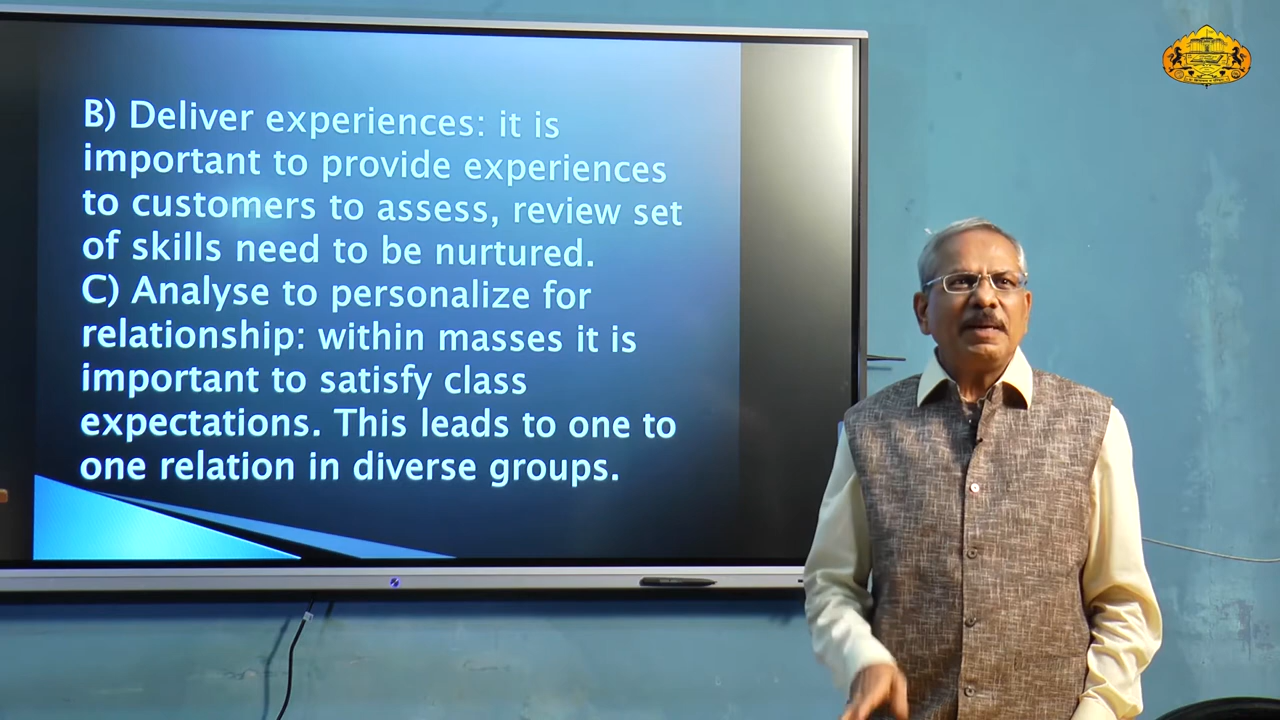 B) Deliver experiences: it is
important to provide experiences
to customers to assess, review set
of skills need to be nurtured.
C) Analyse to personalize for
relationship: within masses it is
important to satisfy class
expectations. This leads to one to
one relation in diverse groups.